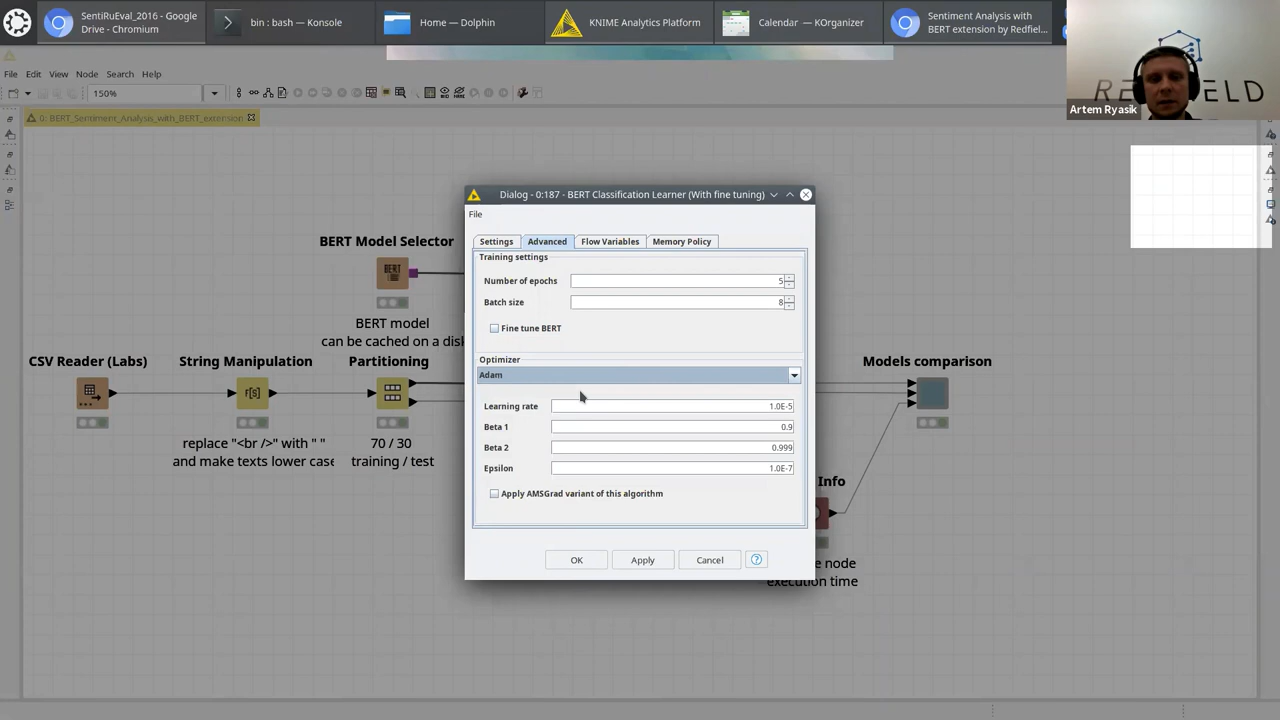 SentiRuEval_2016 - Google
Drive - Chromium
bin : bash — Konsole
Home — Dolphin
KNIME Analytics Platform
Calendar — KOrganizer
Sentiment Analysis with
BERT extension by Redfiel...
Artem Ryasik
File Edit View Node Search Help
150%
0: BERT_Sentiment_Analysis_with_BERT_extension
Dialog - 0:187 - BERT Classification Learner (With fine tuning)
File
Settings Advanced Flow Variables Memory Policy
Training settings
Number of epochs 5
Batch size 8
Fine tune BERT
Optimizer
Adam
Learning rate 1.0E-5
Beta 1 0.9
Beta 2 0.999
Epsilon 1.0E-7
Apply AMSGrad variant of this algorithm
OK Apply Cancel ?
BERT Model Selector
BERT
BERT model
can be cached on a disk
CSV Reader (Labs)
String Manipulation
f[S]
replace "<br />" with " "
and make texts lower case
Partitioning
70 / 30
training / test
Models comparison
Info
node
execution time